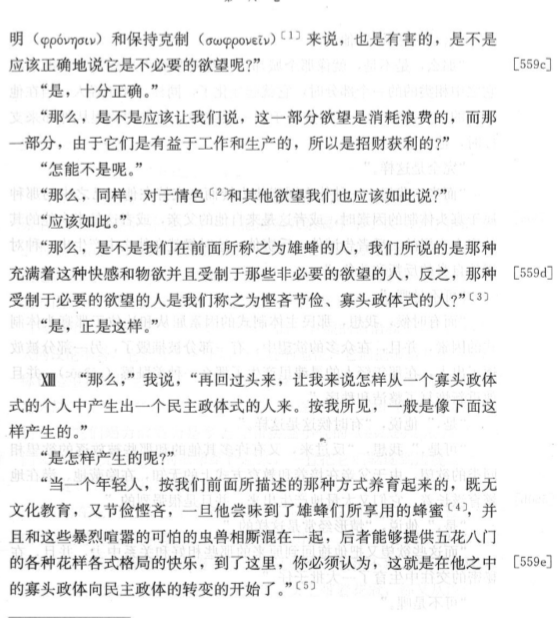 明（φρόνησιν）和保持克制（σωφρονεῖν）〔1〕来说，也是有害的，是不是
应该正确地说它是不必要的欲望呢？” [559c]
“是，十分正确。”
“那么，是不是应该让我们说，这一部分欲望是消耗浪费的，而那
一部分，由于它们是有益于工作和生产的，所以是招财获利的？”
“怎能不是呢。”
“那么，同样，对于情色〔2〕和其他欲望我们也应该如此说？”
“应该如此。”
“那么，是不是我们在前面所称之为雄蜂的人，我们所说的是那种
充满着这种快感和物欲并且受制于那些非必要的欲望的人，反之，那种 [559d]
受制于必要的欲望的人是我们称之为悭吝节俭、寡头政体式的人？”〔3〕
“是，正是这样。”
XIII “那么，”我说，“再回过头来，让我来说怎样从一个寡头政体
式的个人中产生出一个民主政体式的人来。按我所见，一般是像下面这
样产生的。”
“是怎样产生的呢？”
“当一个年轻人，按我们前面所描述的那种方式养育起来的，既无
文化教育，又节俭悭吝，一旦他尝味到了雄蜂们所享用的蜂蜜〔4〕，并
且和这些暴烈喧嚣的可怕的虫兽相厮混在一起，后者能够提供五花八门
的各种花样各式格局的快乐，到了这里，你必须认为，这就是在他之中 [559e]
的寡头政体向民主政体的转变的开始了。”〔5〕